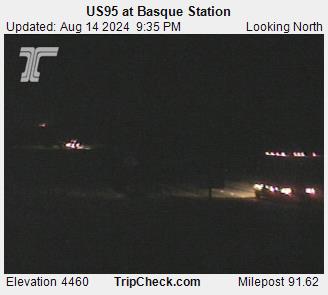 US95 at Basque Station
Updated: Aug 14 2024 9:35 PM Looking North
Elevation 4460 TripCheck.com Milepost 91.62